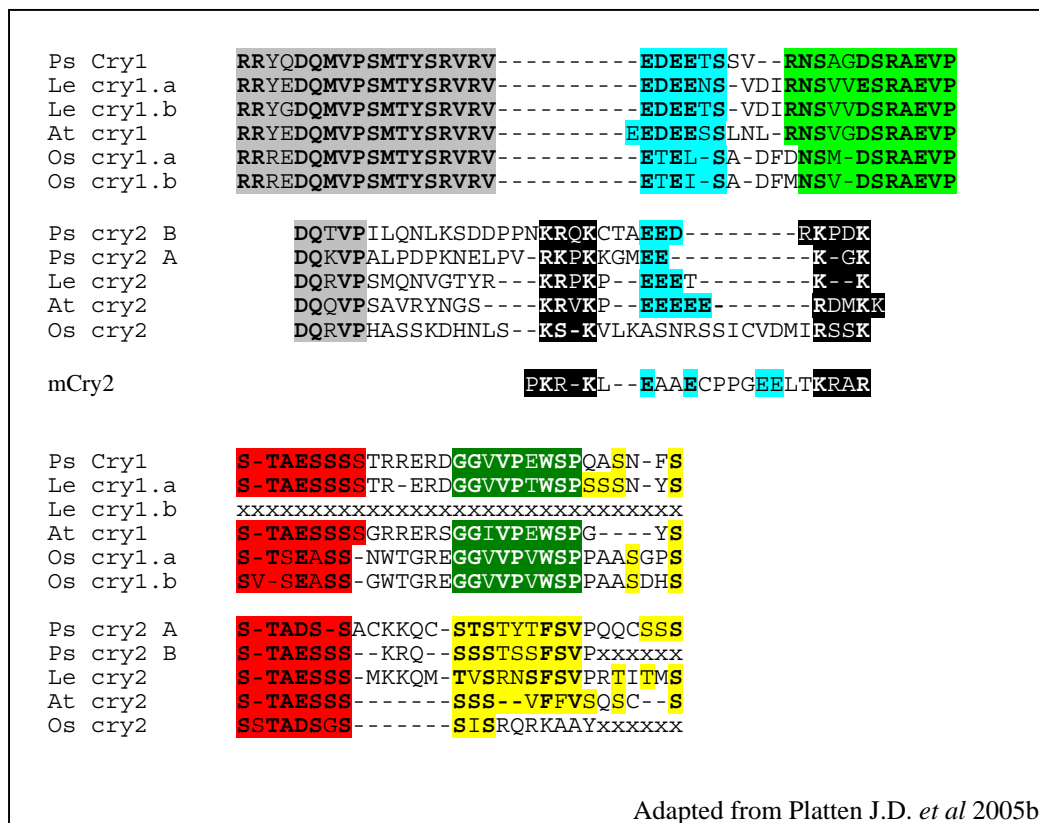 Ps Cry1 RRYQDQMVPSMTYSRVRV----------EDEETSSV--RNSAGDSRAEVP
Le cry1.a RRYEDQMVPSMTYSRVRV----------EDEENS-VDIRNSVVESRAEVP
Le cry1.b RRYGDQMVPSMTYSRVRV----------EDEETS-VDIRNSVVDSRAEVP
At cry1 RRYEDQMVPSMTYSRVRV---------EEDEESSLNL-RNSVGDSRAEVP
Os cry1.a RRREDQMVPSMTYSRVRV----------ETEL-SA-DFDNSM-DSRAEVP
Os cry1.b RRREDQMVPSMTYSRVRV----------ETEI-SA-DFMNSV-DSRAEVP
Ps cry2 B DQTVPILQNLKSDDPPNKRQKCTAEED--------RKPDK
Ps cry2 A DQKVPALPDPKNELPV-RKPKKGMEE----------K-GK
Le cry2 DQRVPSMQNVGTYR---KRPKP--EEET--------K--K
At cry2 DQQVPSAVRYNGS----KRVKP--EEEEE-------RDMKK
Os cry2 DQRVPHASSKDHNLS--KS-KVLKASNRSSICVDMIRSSK
mCry2 PKR-KL--EAAECPPGEELTKRAR
Ps Cry1 S-TAESSSSTRRERDGGVVPEWSPQASN-FS
Le cry1.a S-TAESSSSTR-ERDGGVVPTWSPSSSN-YS
Le cry1.b xxxxxxxxxxxxxxxxxxxxxxxxxxxxxxx
At cry1 S-TAESSSSGRRERSGGIVPEWSPG----YS
Os cry1.a S-TSEASS-NWTGREGGVVPVWSPPAASGPS
Os cry1.b SV-SEASS-GWTGREGGVVPVWSPPAASDHS
Ps cry2 A S-TADS-SACKKQC-STSTYTFSVPQQCSSS
Ps cry2 B S-TAESSS--KRQ--SSSTSSFSVPxxxxxx
Le cry2 S-TAESSS-MKKQM-TVSRNSFSVPRTITMS
At cry2 S-TAESSS-------SSS--VFFVSQSC--S
Os cry2 SSTADSGS-------SISRQRKAAYxxxxxx
Adapted from Platten J.D. et al 2005b